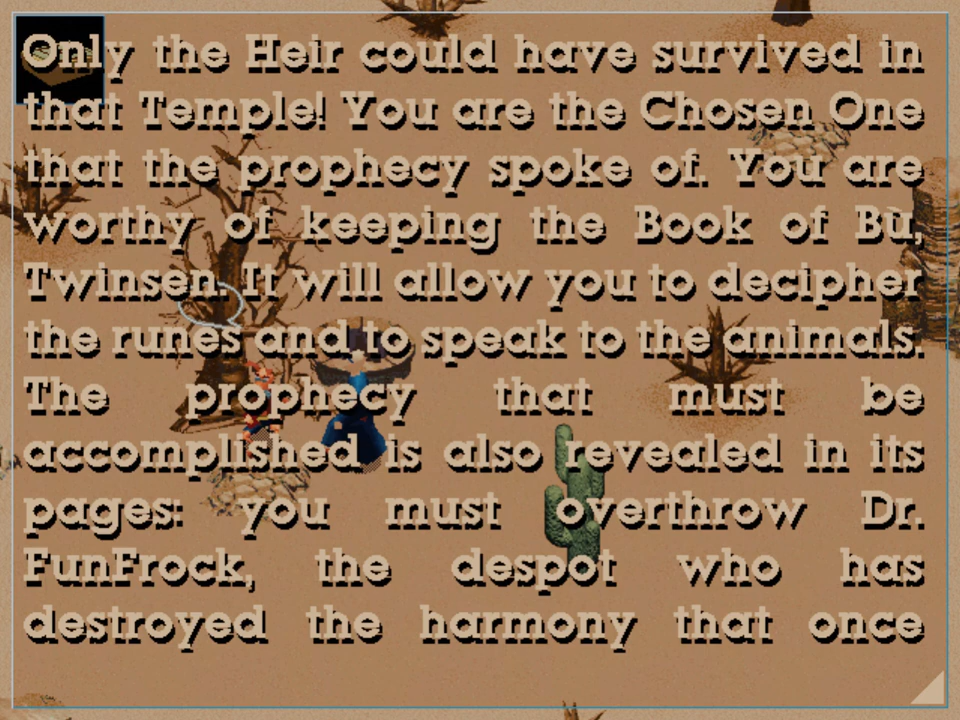 Only the Heir could have survived in
that Temple! You are the Chosen One
that the prophecy spoke of. You are
worthy of keeping the Book of Bu,
Twinsen. It will allow you to decipher
the runes and to speak to the animals.
The prophecy that must be
accomplished is also revealed in its
pages: you must overthrow Dr.
FunFrock, the despot who has
destroyed the harmony that once